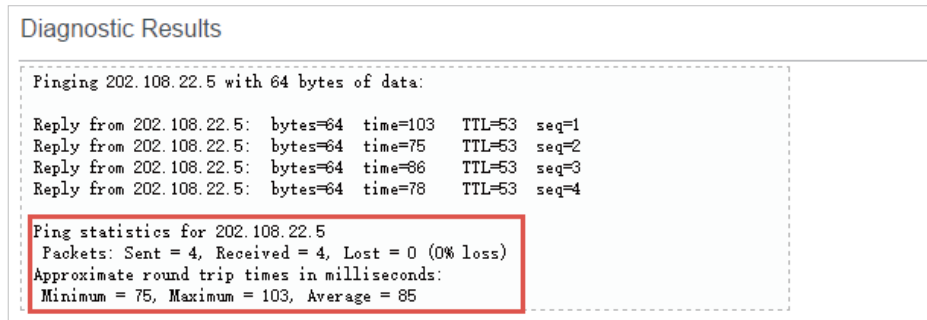 Diagnostic Results
Pinging 202.108.22.5 with 64 bytes of data:
Reply from 202.108.22.5: bytes=64 time=103 TTL=53 seq=1
Reply from 202.108.22.5: bytes=64 time=75 TTL=53 seq=2
Reply from 202.108.22.5: bytes=64 time=86 TTL=53 seq=3
Reply from 202.108.22.5: bytes=64 time=78 TTL=53 seq=4
Ping statistics for 202.108.22.5
Packets: Sent = 4, Received = 4, Lost = 0 (0% loss)
Approximate round trip times in milliseconds:
Minimum = 75, Maximum = 103, Average = 85